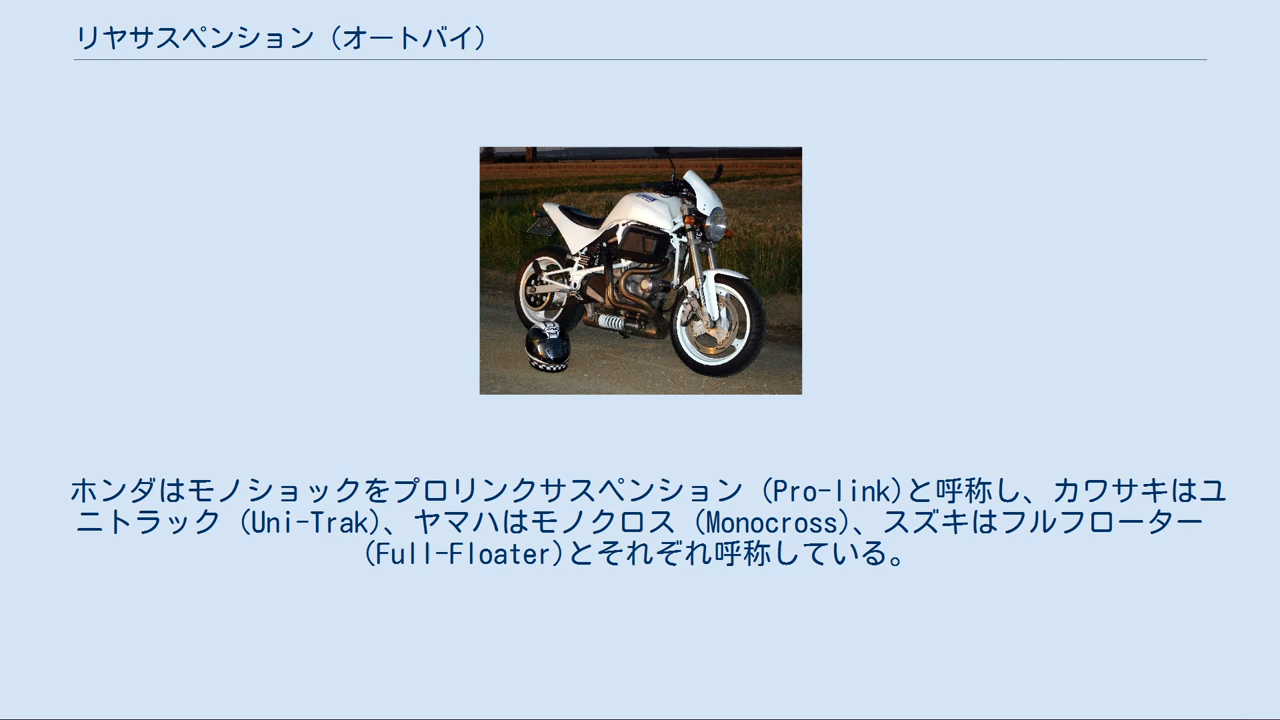 リヤサスペンション（オートバイ）
ホンダはモノショックをプロリンクサスペンション（Pro-link)と呼称し、カワサキはユ
ニトラック（Uni-Trak)、ヤマハはモノクロス（Monocross)、スズキはフルフローター
（Full-Floater)とそれぞれ呼称している。